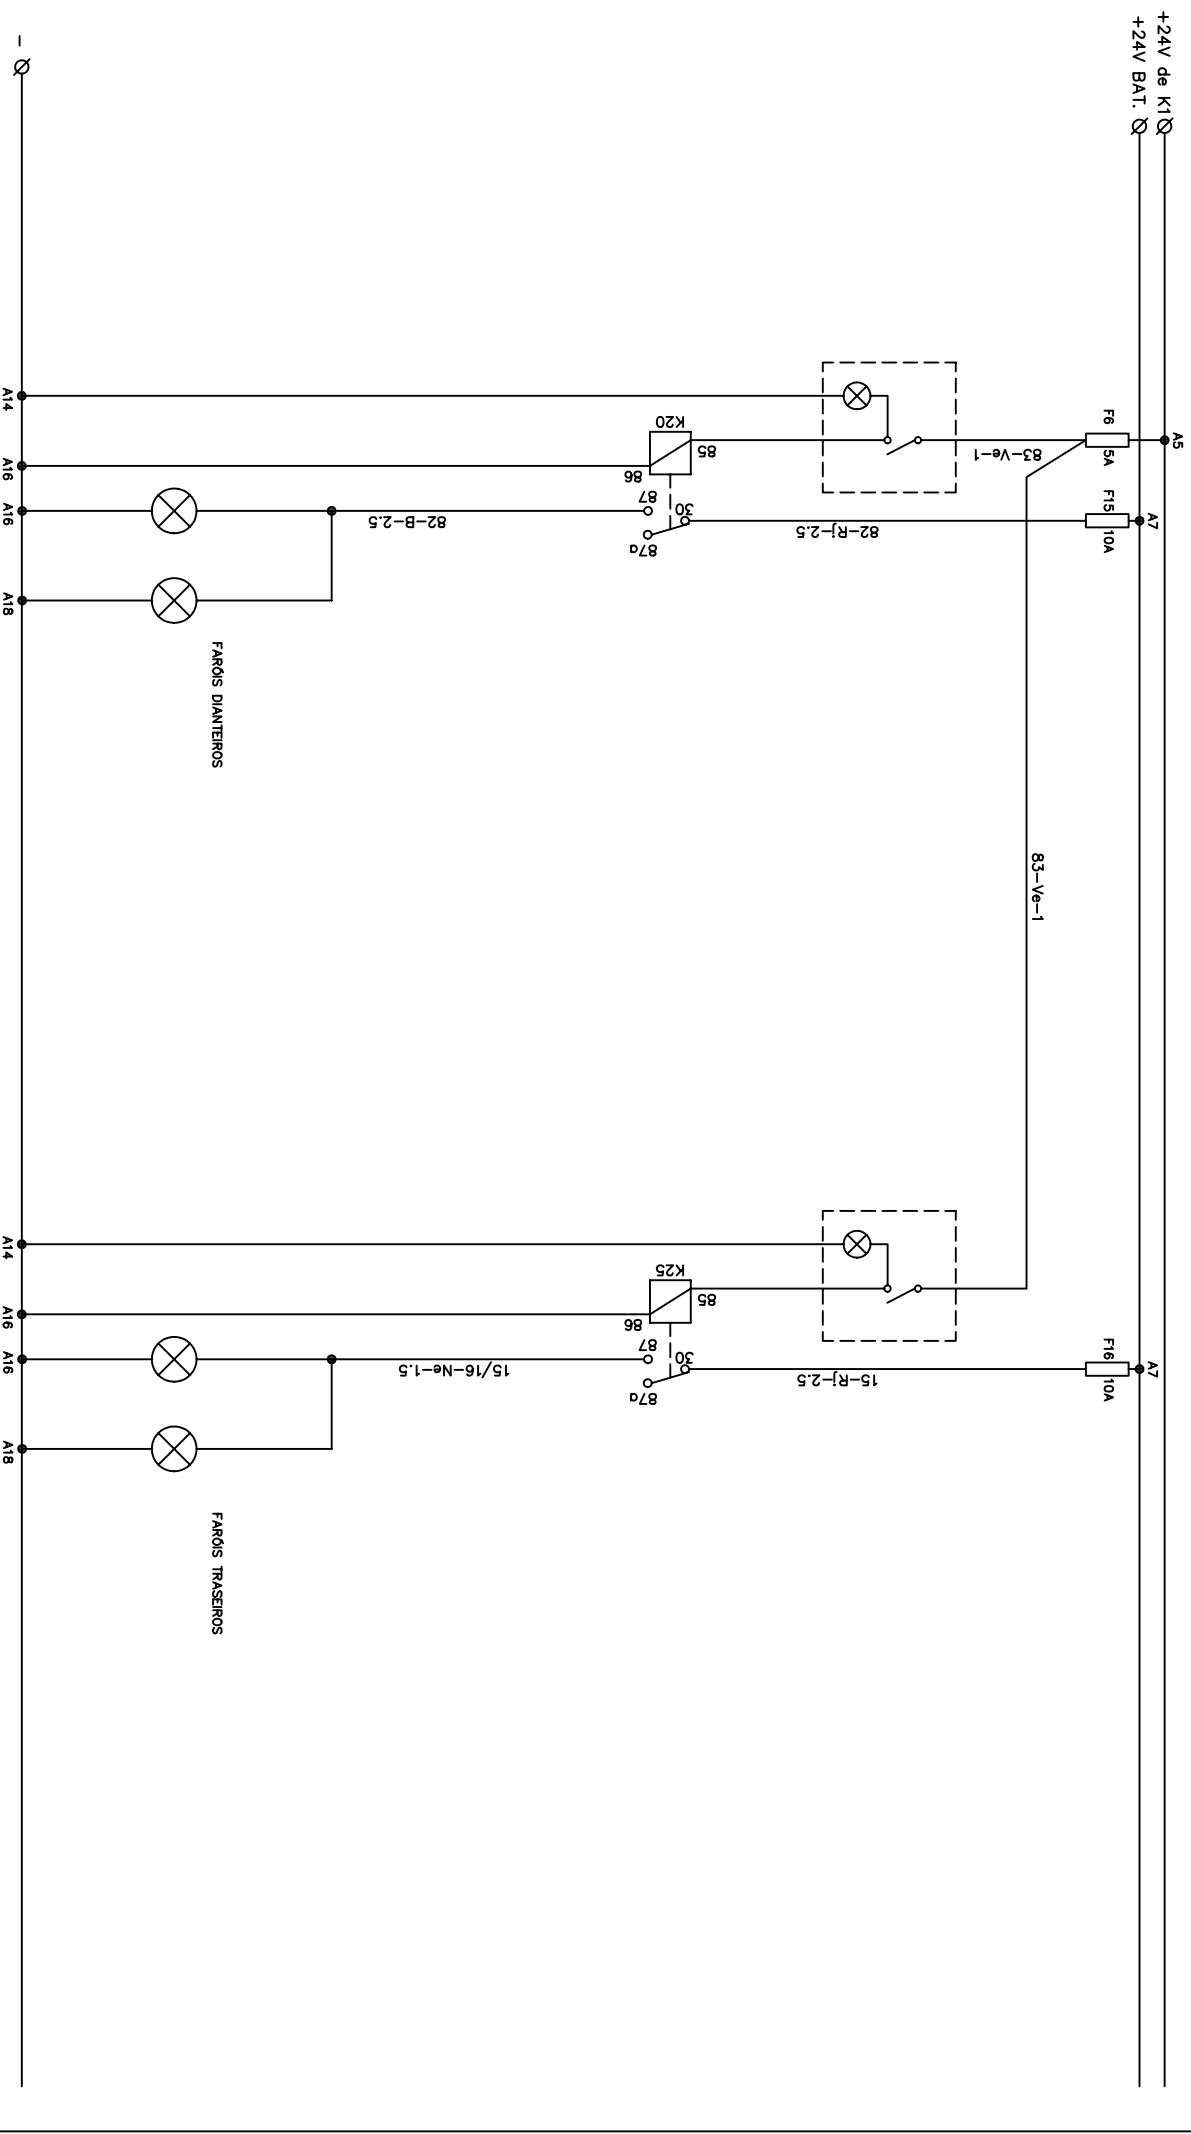 +24V de K1
+24V BAT.
A5
A7
A7
F6
5A
F15
10A
F16
10A
83-Ve-1
83-Ve-1
82-Rj-2.5
15-Rj-2.5
K20
85
86
30
87
87a
K25
85
86
30
87
87a
82-B-2.5
15/16-Ne-1.5
FARÓIS DIANTEIROS
FARÓIS TRASEIROS
-
A14
A16
A16
A18
A14
A16
A16
A18